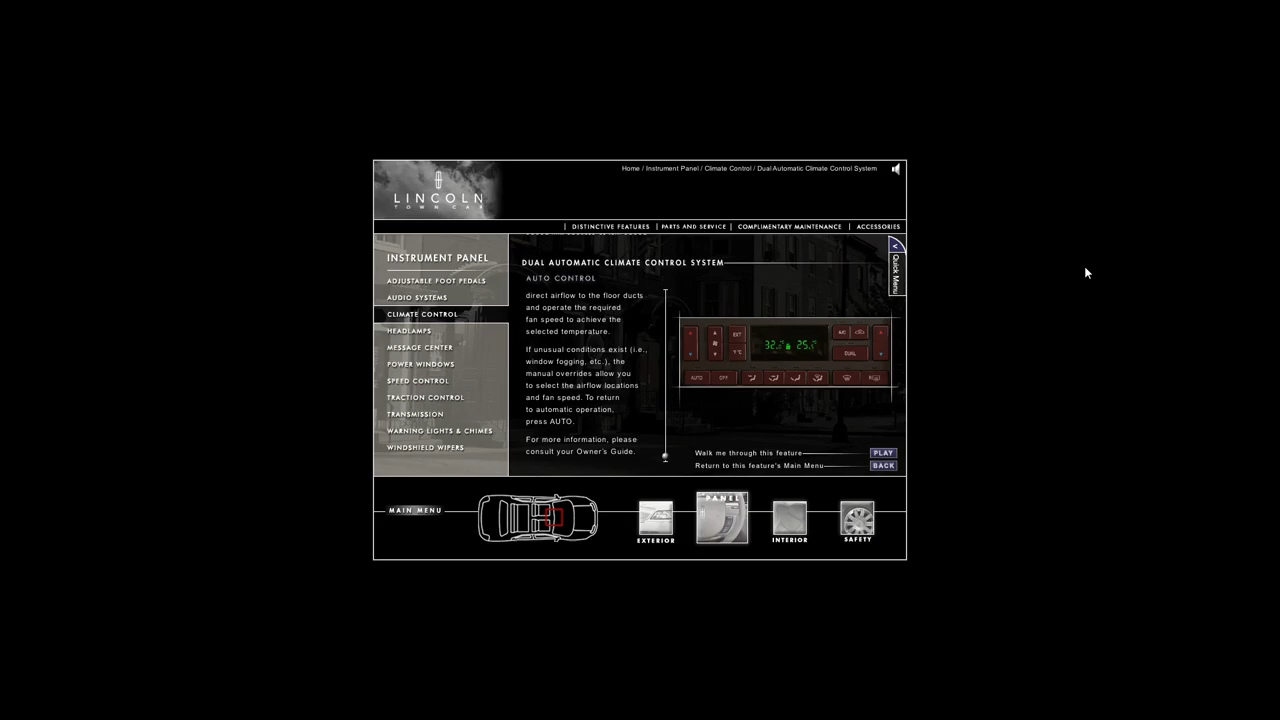 Home / Instrument Panel / Climate Control / Dual Automatic Climate Control System
LINCOLN
TOWN CAR
DISTINCTIVE FEATURES
PARTS AND SERVICE
COMPLIMENTARY MAINTENANCE
ACCESSORIES
INSTRUMENT PANEL
ADJUSTABLE FOOT PEDALS
AUDIO SYSTEMS
CLIMATE CONTROL
HEADLAMPS
MESSAGE CENTER
POWER WINDOWS
SPEED CONTROL
TRACTION CONTROL
TRANSMISSION
WARNING LIGHTS & CHIMES
WINDSHIELD WIPERS
DUAL AUTOMATIC CLIMATE CONTROL SYSTEM
AUTO CONTROL
direct airflow to the floor ducts
and operate the required
fan speed to achieve the
selected temperature.
If unusual conditions exist (i.e.,
window fogging, etc.), the
manual overrides allow you
to select the airflow locations
and fan speed. To return
to automatic operation,
press AUTO.
For more information, please
consult your Owner's Guide.
< Quick Menu
EXT
A/C
°F/°C
DUAL
AUTO
OFF
Walk me through this feature
PLAY
Return to this feature's Main Menu
BACK
MAIN MENU
EXTERIOR
PANEL
INTERIOR
SAFETY